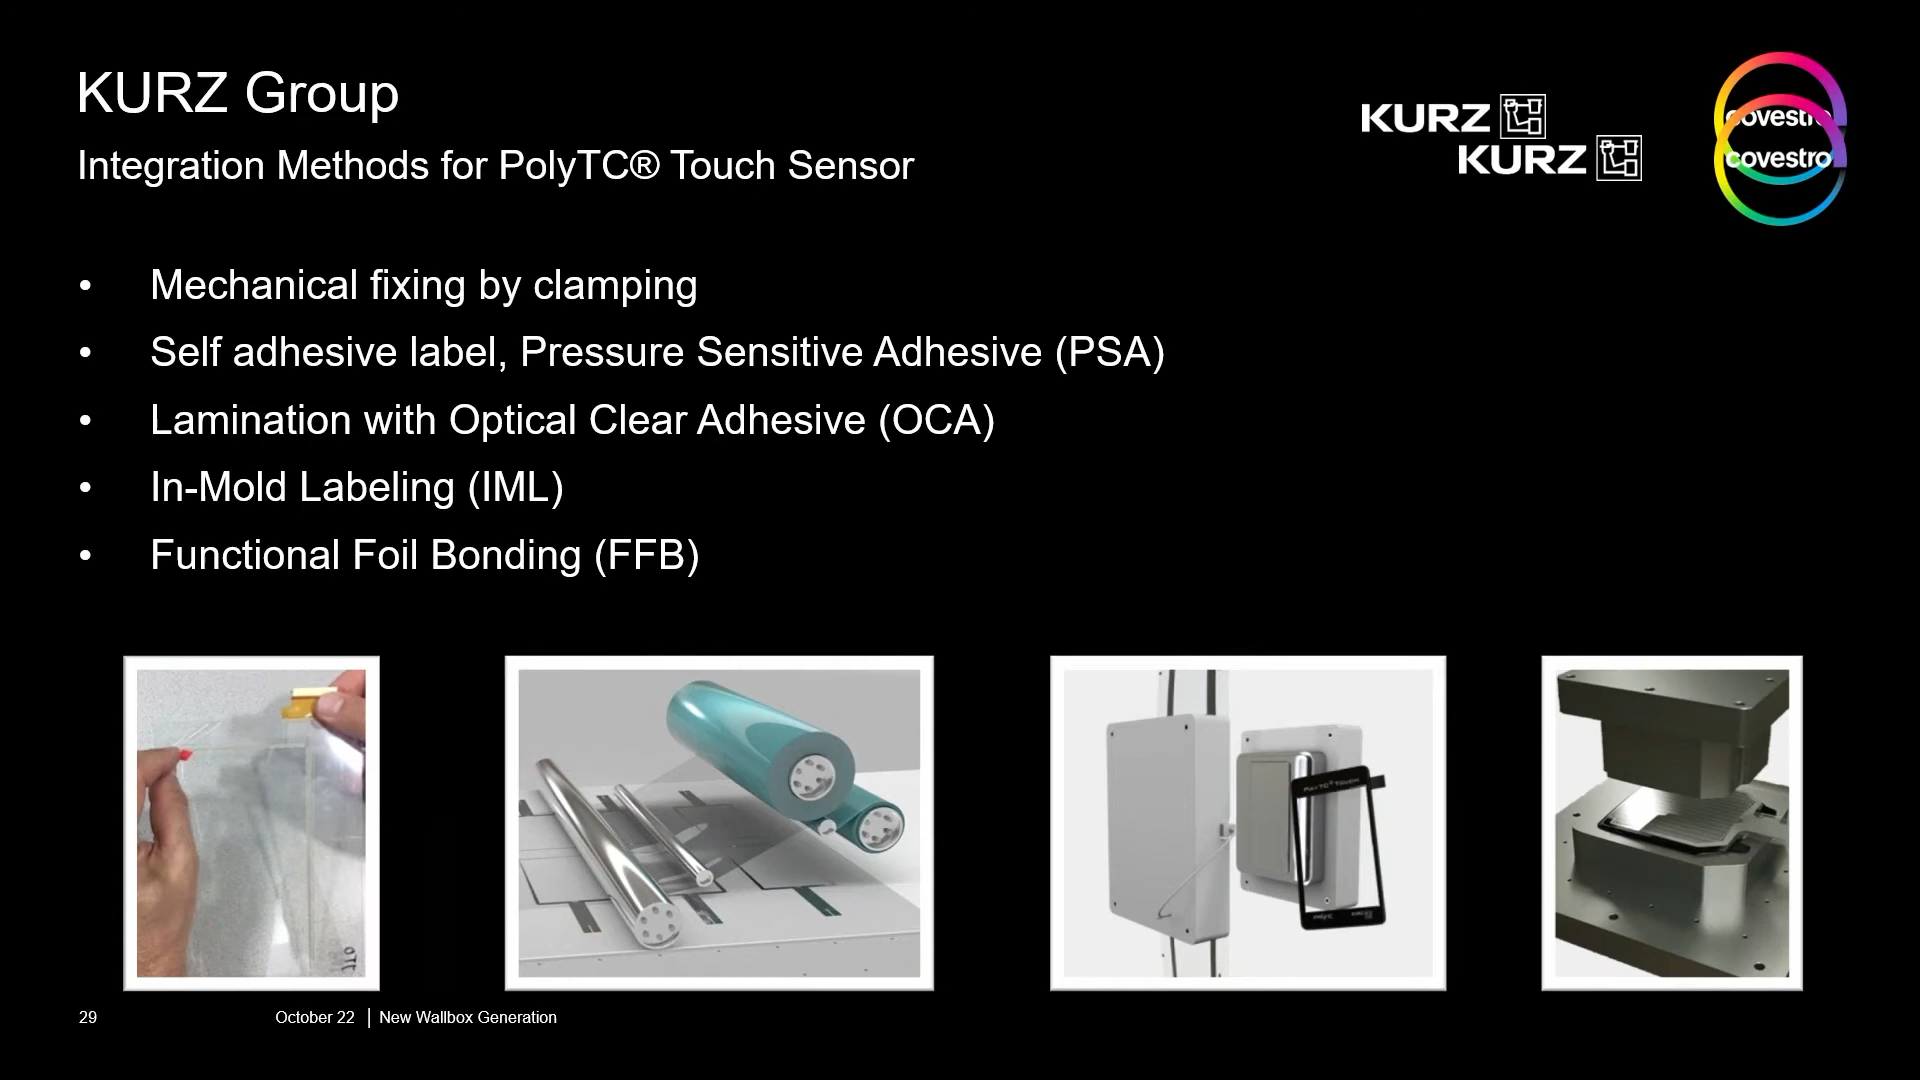 KURZ Group
Integration Methods for PolyTC® Touch Sensor
KURZ
KURZ
covestro
covestro
• Mechanical fixing by clamping
• Self adhesive label, Pressure Sensitive Adhesive (PSA)
• Lamination with Optical Clear Adhesive (OCA)
• In-Mold Labeling (IML)
• Functional Foil Bonding (FFB)
PolyTC® TOUCH
29
October 22 | New Wallbox Generation